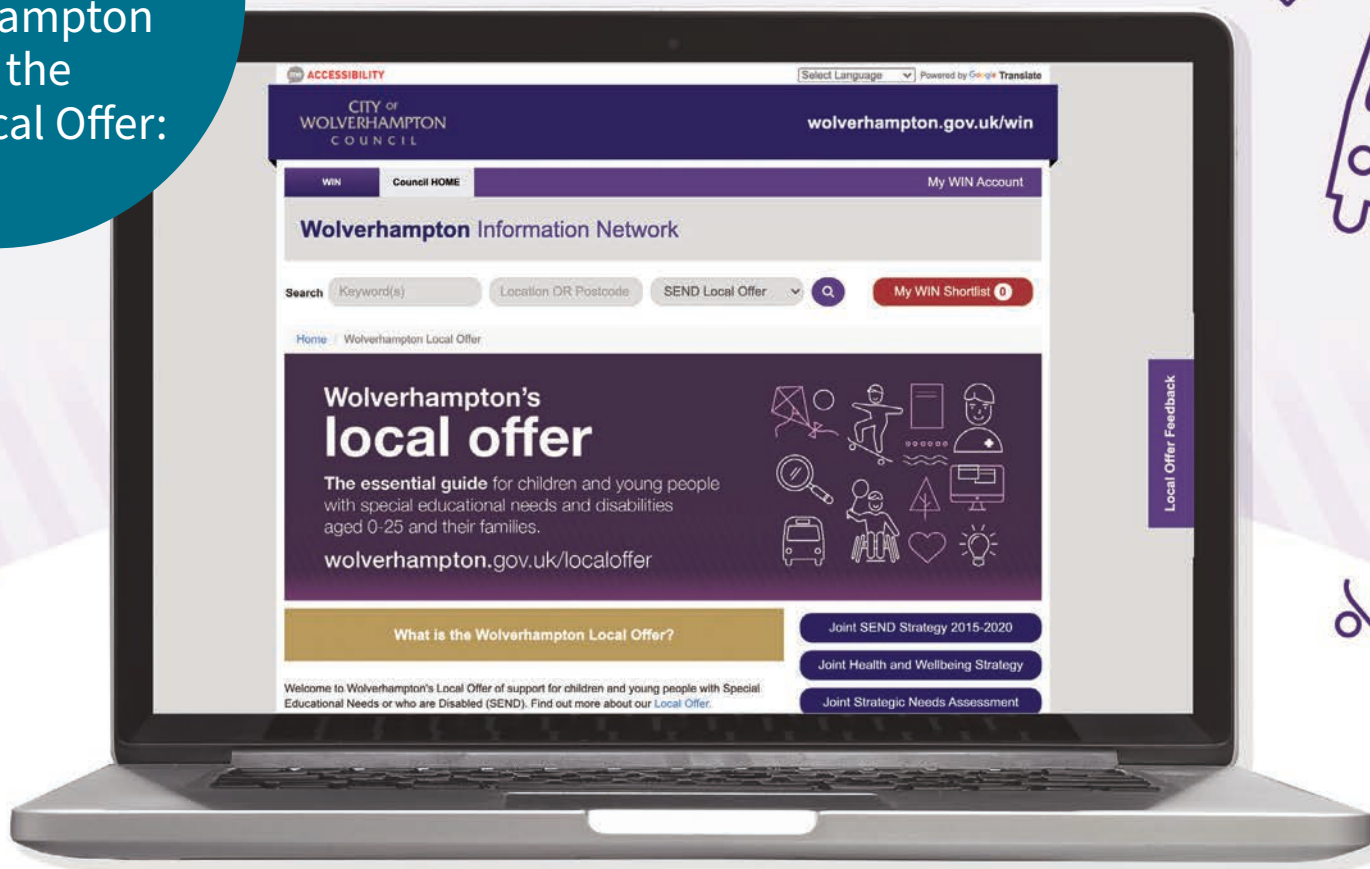 ampton
the
cal Offer:
ACCESSIBILITY
Select Language
Powered by Google Translate
CITY OF
WOLVERHAMPTON
COUNCIL
wolverhampton.gov.uk/win
WIN
Council HOME
My WIN Account
Wolverhampton Information Network
Search
Keyword(s)
Location OR Postcode
SEND Local Offer
My WIN Shortlist 0
Home
Wolverhampton Local Offer
Wolverhampton's
local offer
The essential guide for children and young people
with special educational needs and disabilities
aged 0-25 and their families.
wolverhampton.gov.uk/localoffer
Local Offer Feedback
What is the Wolverhampton Local Offer?
Joint SEND Strategy 2015-2020
Joint Health and Wellbeing Strategy
Joint Strategic Needs Assessment
Welcome to Wolverhampton's Local Offer of support for children and young people with Special
Educational Needs or who are Disabled (SEND). Find out more about our Local Offer.